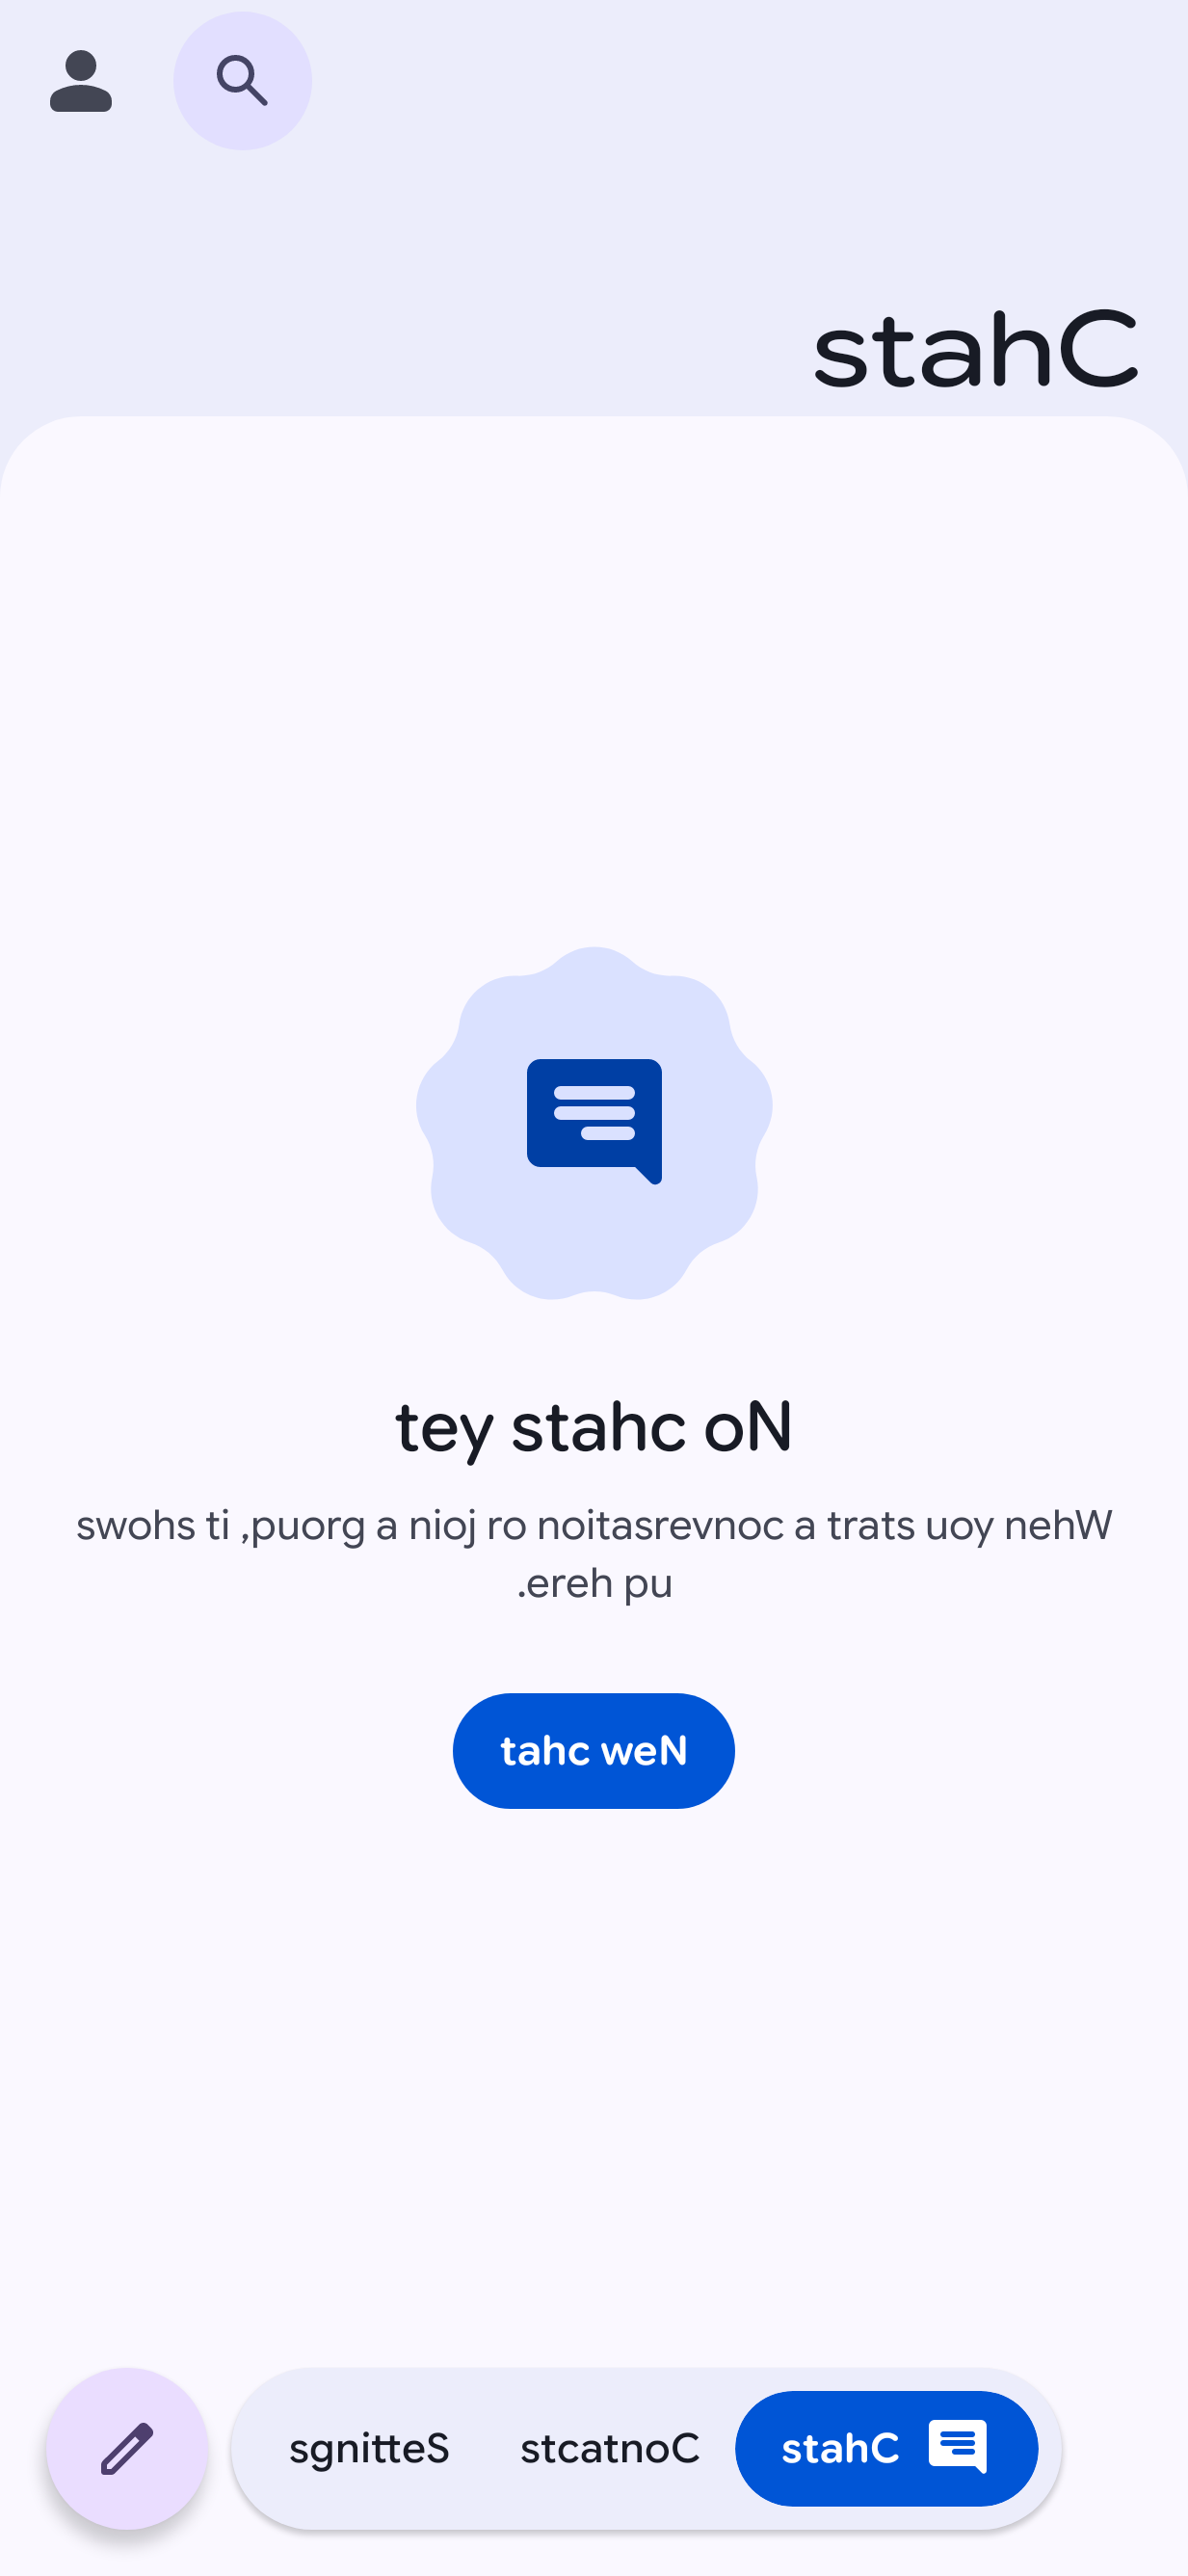 stahC
tey stahc oN
swohs ti ,puorg a nioj ro noitasrevnoc a trats uoy nehW
.ereh pu
tahc weN
sgnitteS stcatnoC stahC